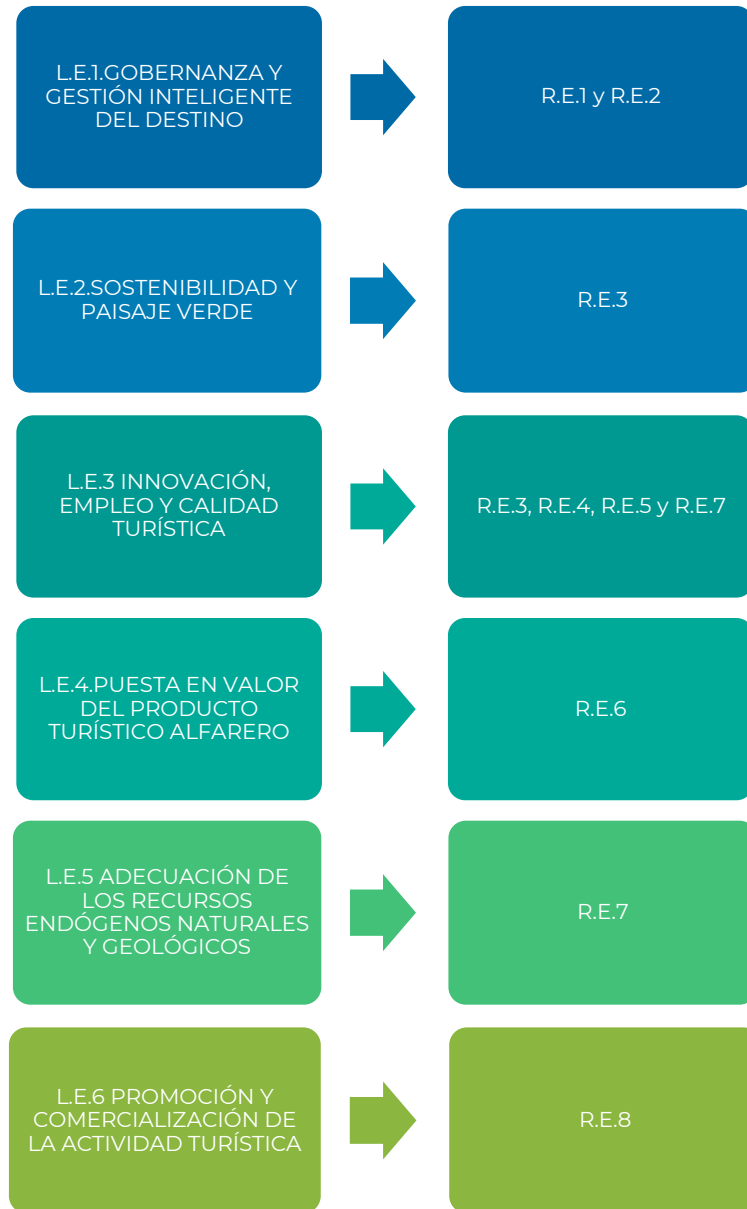 L.E.1.GOBERNANZA Y
GESTIÓN INTELIGENTE
DEL DESTINO
R.E.1 y R.E.2
L.E.2.SOSTENIBILIDAD Y
PAISAJE VERDE
R.E.3
L.E.3 INNOVACIÓN,
EMPLEO Y CALIDAD
TURÍSTICA
R.E.3, R.E.4, R.E.5 y R.E.7
L.E.4.PUESTA EN VALOR
DEL PRODUCTO
TURÍSTICO ALFARERO
R.E.6
L.E.5 ADECUACIÓN DE
LOS RECURSOS
ENDÓGENOS NATURALES
Y GEOLÓGICOS
R.E.7
L.E.6 PROMOCIÓN Y
COMERCIALIZACIÓN DE
LA ACTIVIDAD TURÍSTICA
R.E.8